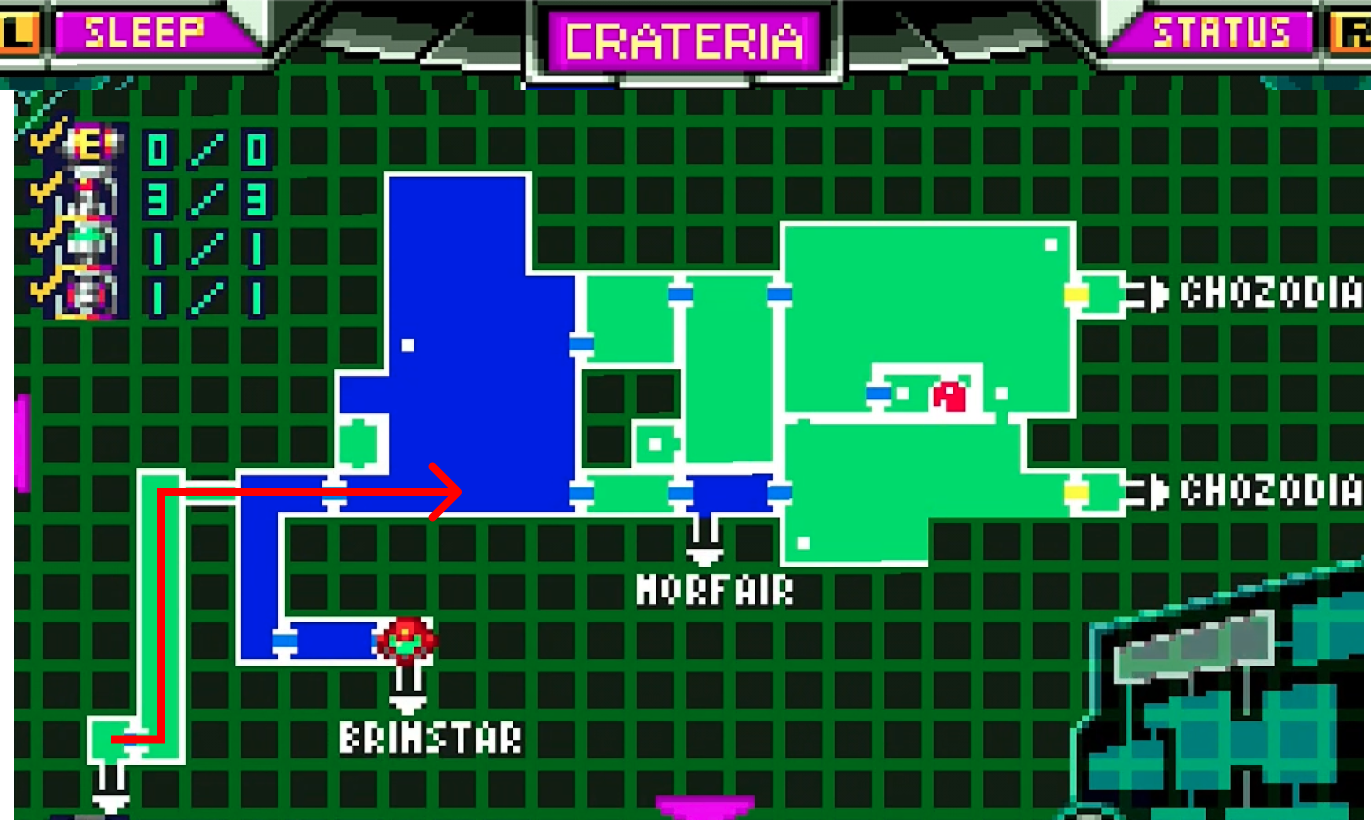 L SLEEP CRATERIA STATUS R
E 0/0
3/3
1/1
1/1
CHOZODIA
CHOZODIA
NORFAIR
BRINSTAR